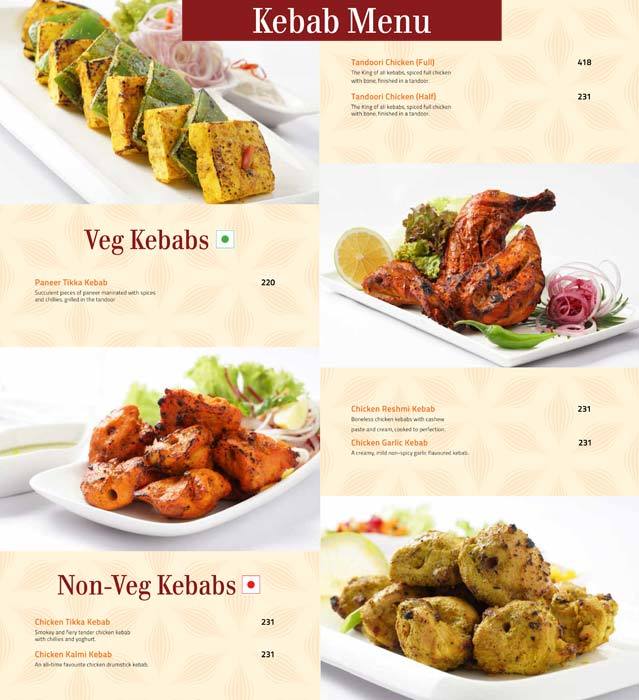 Kebab Menu
Veg Kebabs
Paneer Tikka Kebab 220
Succulent pieces of paneer marinated with spices
and chillies, grilled in the tandoor
Non-Veg Kebabs
Chicken Tikka Kebab 231
Smokey and fiery tender chicken kebab
with chillies and yoghurt.
Chicken Kalmi Kebab 231
An all-time favourite chicken drumstick kebab.
Tandoori Chicken (Full) 418
The King of all kebabs, spiced full chicken
with bone, finished in a tandoor.
Tandoori Chicken (Half) 231
The King of all kebabs, spiced full chicken
with bone, finished in a tandoor.
Chicken Reshmi Kebab 231
Boneless chicken kebabs with cashew
paste and cream, cooked to perfection.
Chicken Garlic Kebab 231
A creamy, mild non-spicy garlic flavoured kebab.